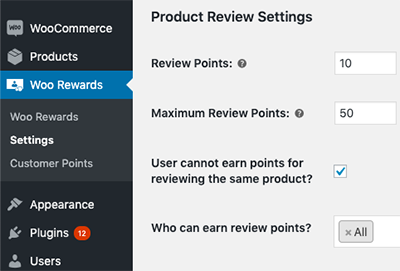 WOO
WooCommerce
Products
Woo Rewards
Woo Rewards
Settings
Customer Points
Appearance
Plugins 12
Users
Product Review Settings
Review Points: ? 10
Maximum Review Points: ? 50
User cannot earn points for
reviewing the same product?
Who can earn review points? × All